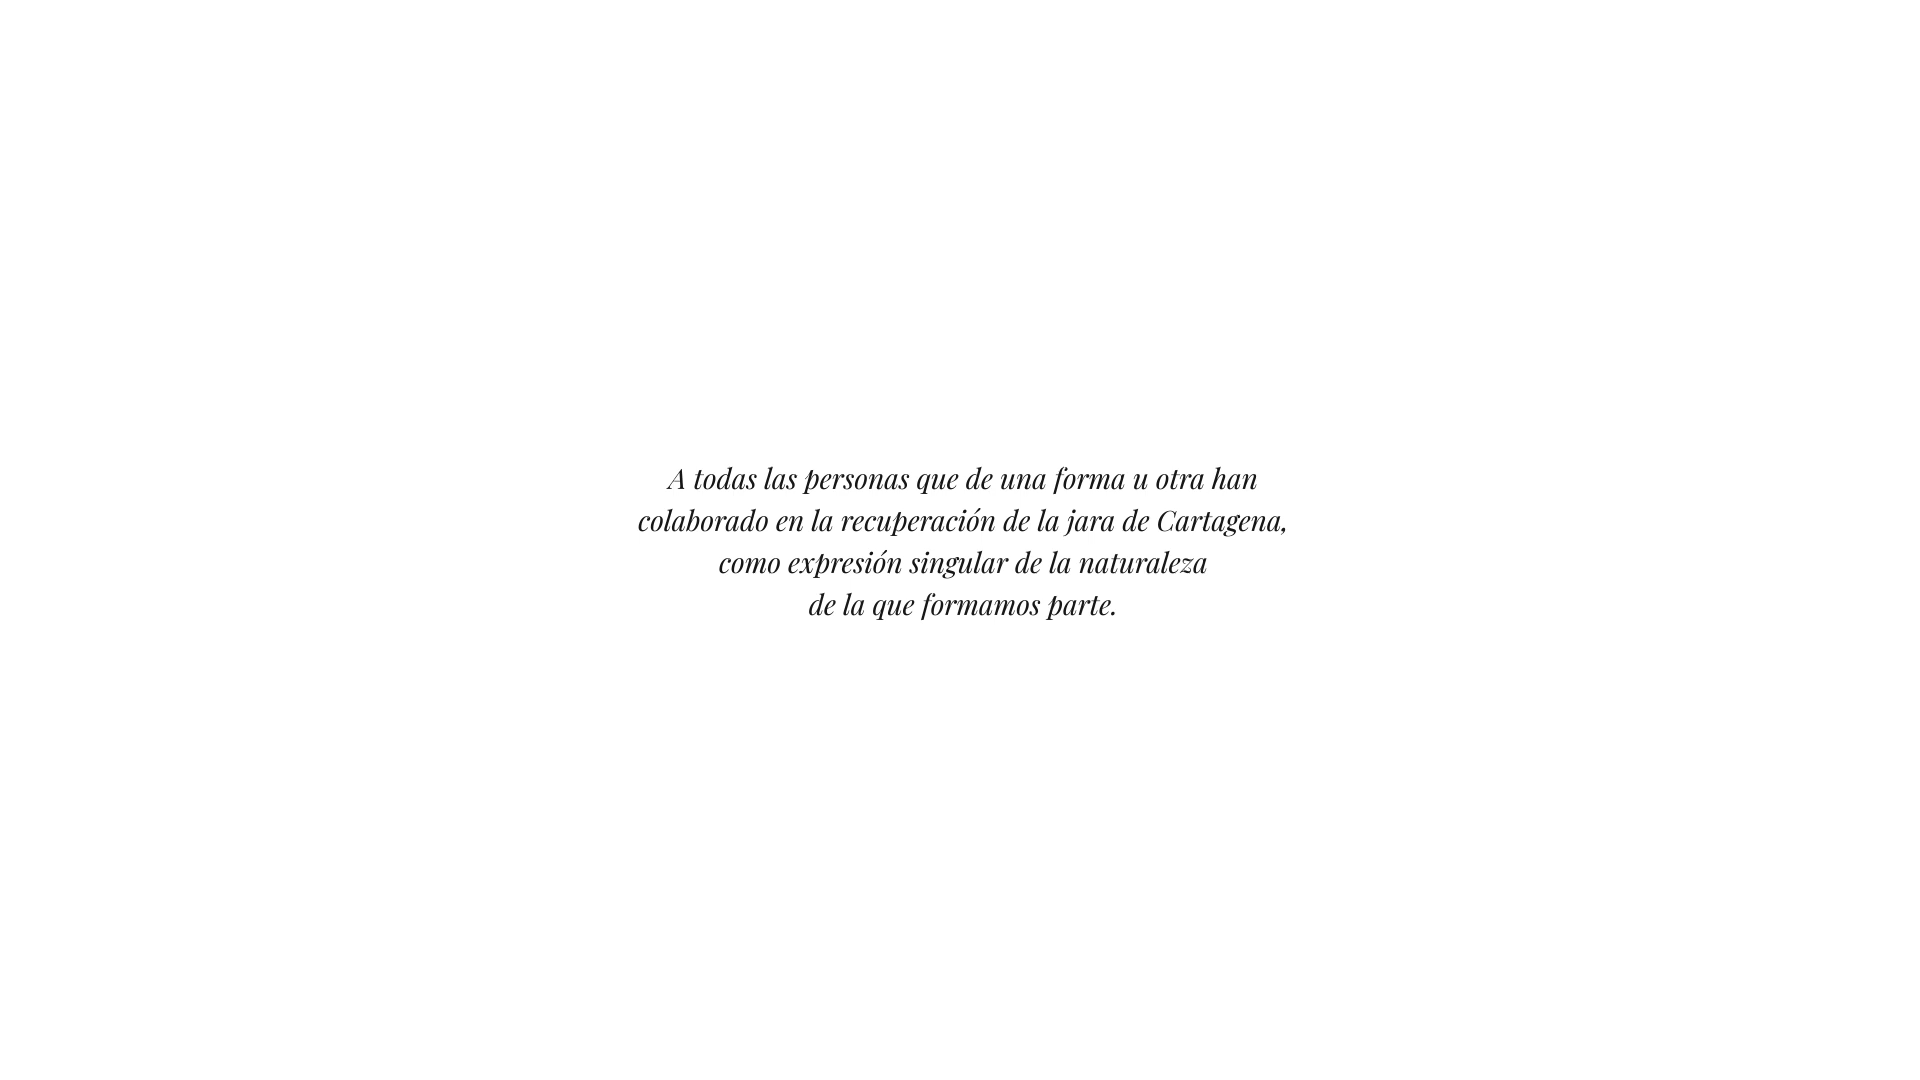 A todas las personas que de una forma u otra han
colaborado en la recuperación de la jara de Cartagena,
como expresión singular de la naturaleza
de la que formamos parte.